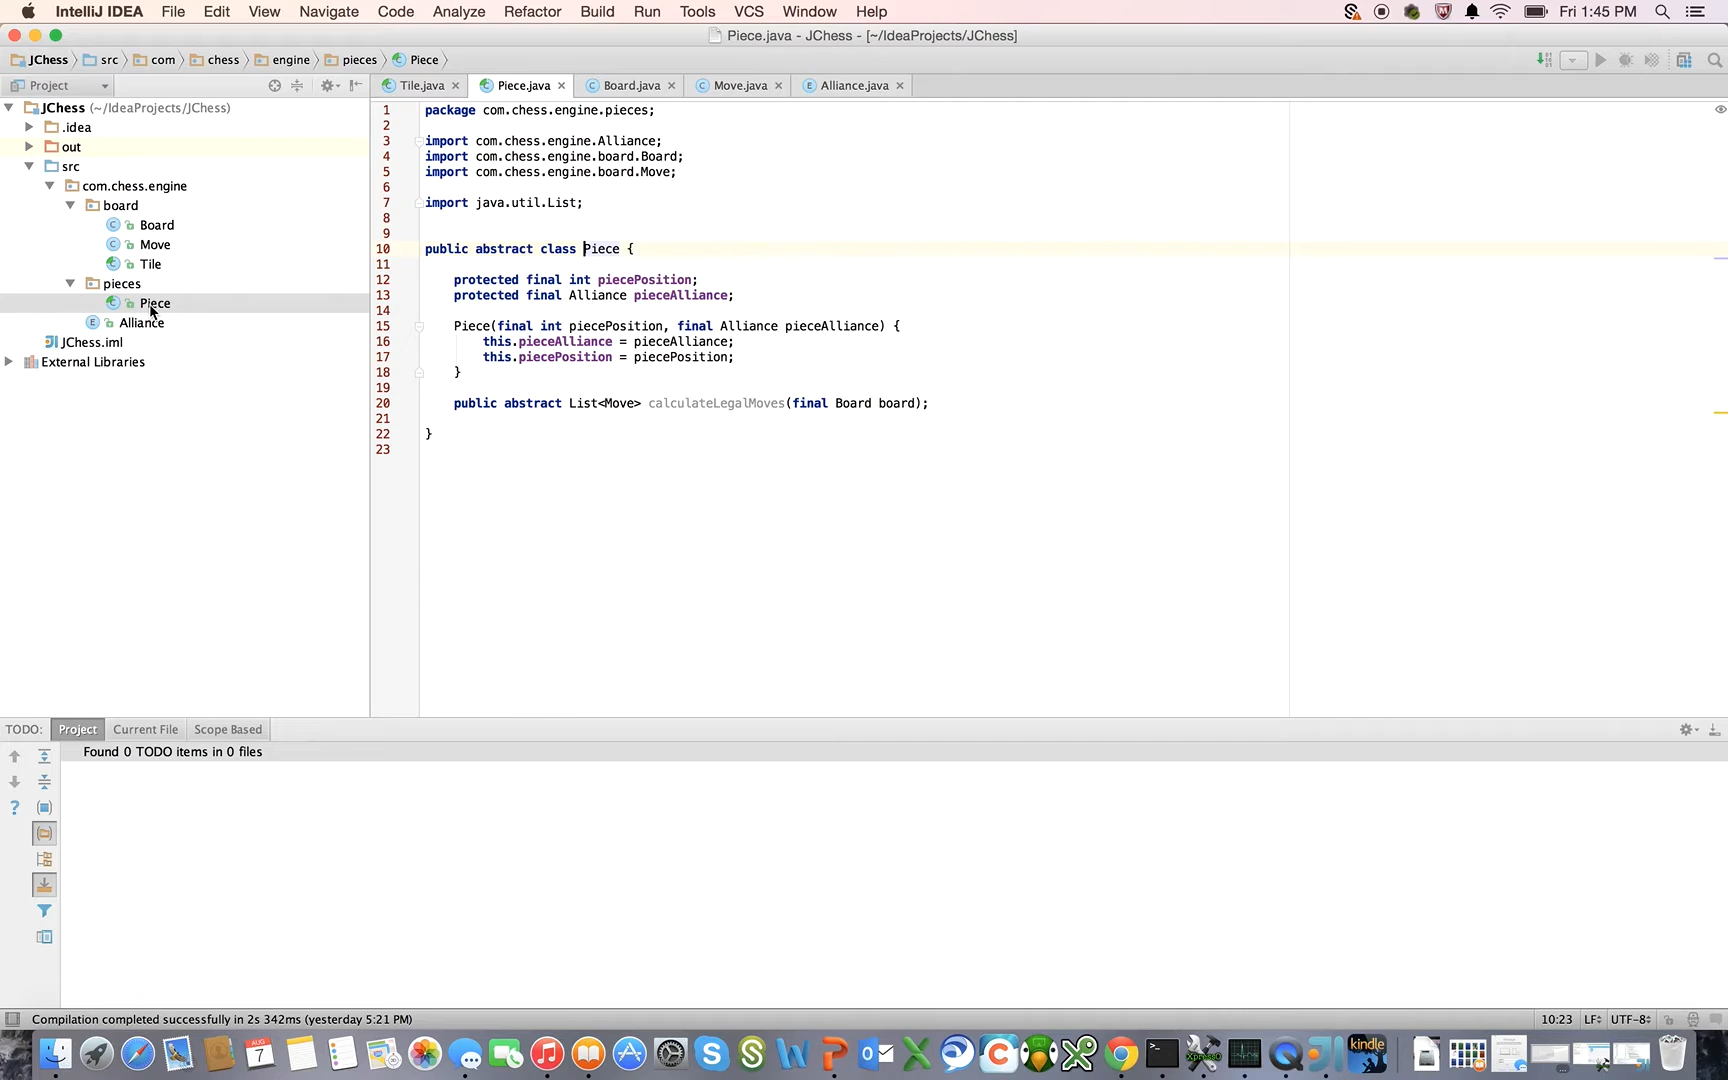 IntelliJ IDEA File Edit View Navigate Code Analyze Refactor Build Run Tools VCS Window Help Fri 1:45 PM
Piece.java - JChess - [~/IdeaProjects/JChess]
JChess src com chess engine pieces Piece
Project Tile.java Piece.java Board.java Move.java Alliance.java
JChess (~/IdeaProjects/JChess)
.idea
out
src
com.chess.engine
board
Board
Move
Tile
pieces
Piece
Alliance
JChess.iml
External Libraries
1 package com.chess.engine.pieces;
2
3 import com.chess.engine.Alliance;
4 import com.chess.engine.board.Board;
5 import com.chess.engine.board.Move;
6
7 import java.util.List;
8
9
10 public abstract class Piece {
11
12 protected final int piecePosition;
13 protected final Alliance pieceAlliance;
14
15 Piece(final int piecePosition, final Alliance pieceAlliance) {
16 this.pieceAlliance = pieceAlliance;
17 this.piecePosition = piecePosition;
18 }
19
20 public abstract List<Move> calculateLegalMoves(final Board board);
21
22 }
23
TODO: Project Current File Scope Based
Found 0 TODO items in 0 files
Compilation completed successfully in 2s 342ms (yesterday 5:21 PM) 10:23 LF UTF-8
AUG
7
kindle